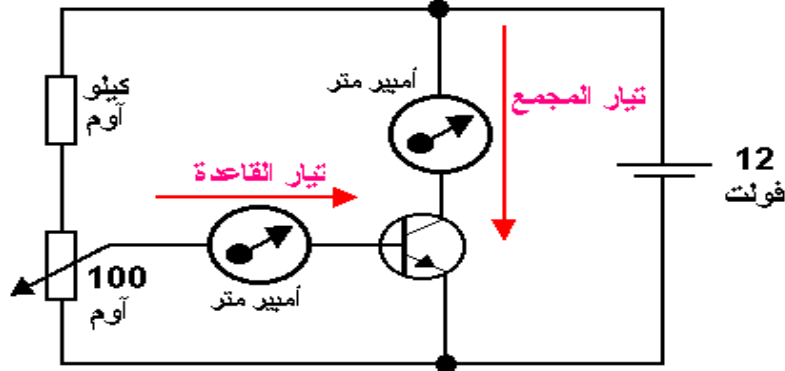 أمبير متر
تيار المجمع
كيلو
آوم
12
فولت
تيار القاعدة
100
آوم
أمبير متر